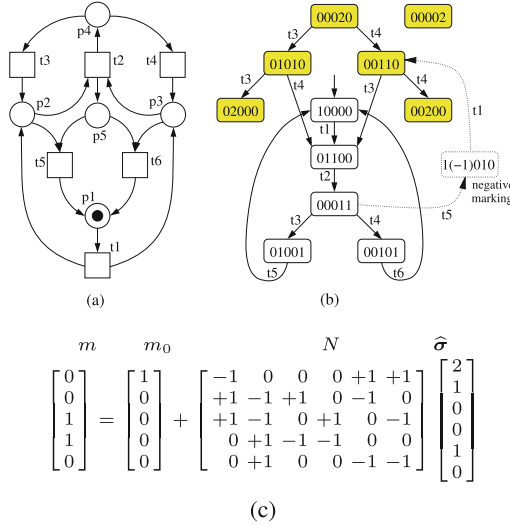 p4
t3
t2
t4
p2
p5
p3
t5
t6
p1
t1
(a)
00020
00002
t3
t4
01010
00110
t3
t4
t3
t4
02000
10000
00200
t1
t1
01100
1(−1)010
t2
negative
marking
00011
t5
t3
t4
01001
00101
t5
t6
(b)
m m₀ N σ̂
[0 0 1 1 0] = [1 0 0 0 0] + [
−1 0 0 0 +1 +1
+1 −1 +1 0 −1 0
+1 −1 0 +1 0 −1
0 +1 −1 −1 0 0
0 +1 0 0 −1 −1
] [2 1 0 0 1 0]
(c)